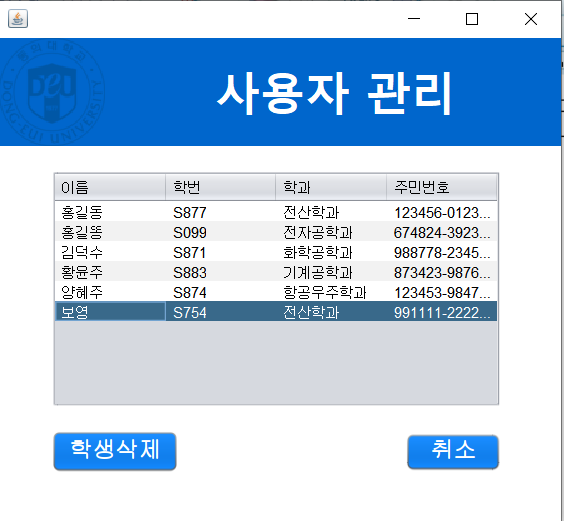 사용자 관리
이름 학번 학과 주민번호
홍길동 S877 전산학과 123456-0123...
홍길똥 S099 전자공학과 674824-3923...
김덕수 S871 화학공학과 988778-2345...
황윤주 S883 기계공학과 873423-9876...
양혜주 S874 항공우주학과 123453-9847...
보영 S754 전산학과 991111-2222...
학생삭제 취소